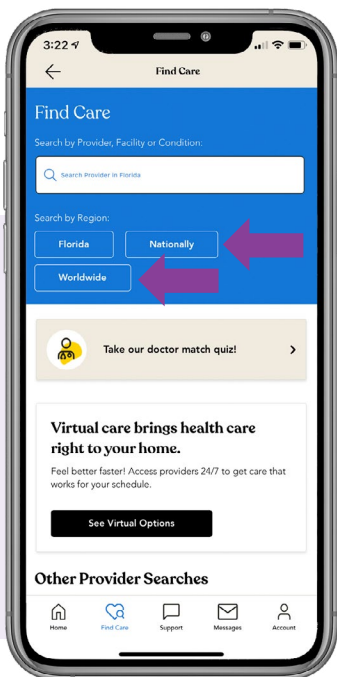 3:22
Find Care
Find Care
Search by Provider, Facility or Condition:
Search Provider in Florida
Search by Region:
Florida
Nationally
Worldwide
Take our doctor match quiz!
Virtual care brings health care
right to your home.
Feel better faster! Access providers 24/7 to get care that
works for your schedule.
See Virtual Options
Other Provider Searches
Home
Find Care
Support
Messages
Account